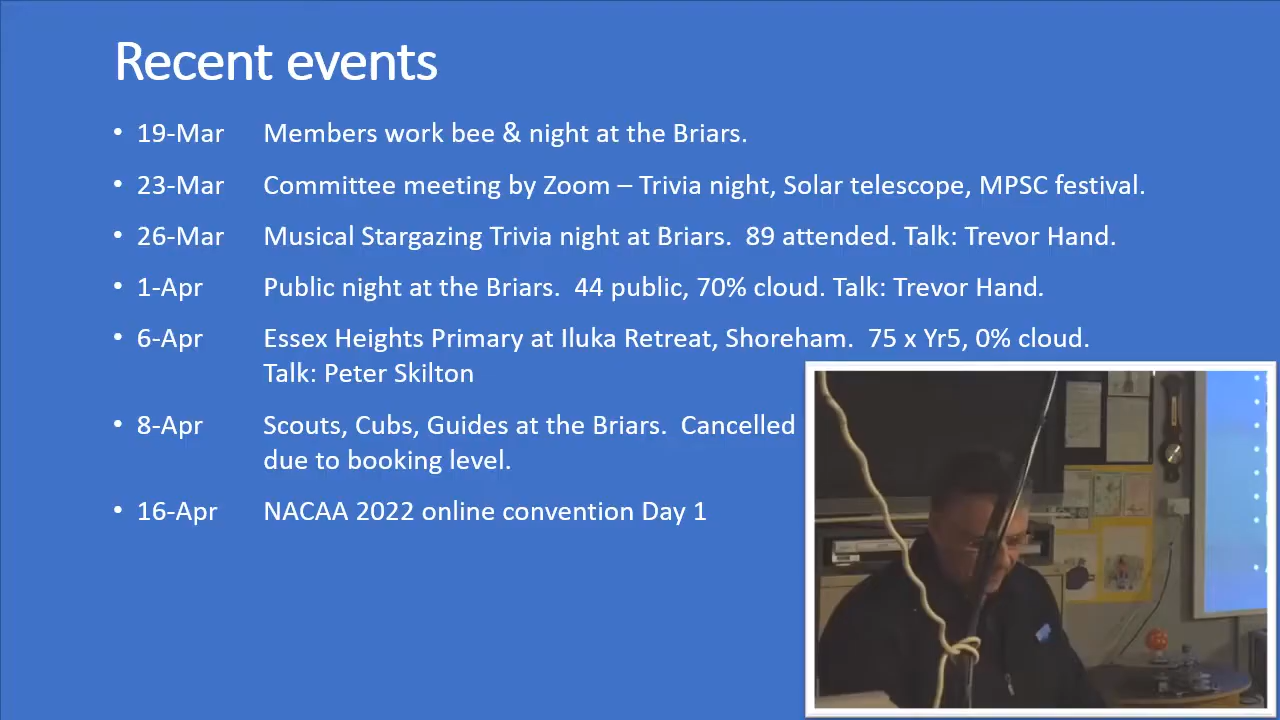 Recent events
• 19-Mar Members work bee & night at the Briars.
• 23-Mar Committee meeting by Zoom – Trivia night, Solar telescope, MPSC festival.
• 26-Mar Musical Stargazing Trivia night at Briars. 89 attended. Talk: Trevor Hand.
• 1-Apr Public night at the Briars. 44 public, 70% cloud. Talk: Trevor Hand.
• 6-Apr Essex Heights Primary at Iluka Retreat, Shoreham. 75 x Yr5, 0% cloud.
Talk: Peter Skilton
• 8-Apr Scouts, Cubs, Guides at the Briars. Cancelled
due to booking level.
• 16-Apr NACAA 2022 online convention Day 1